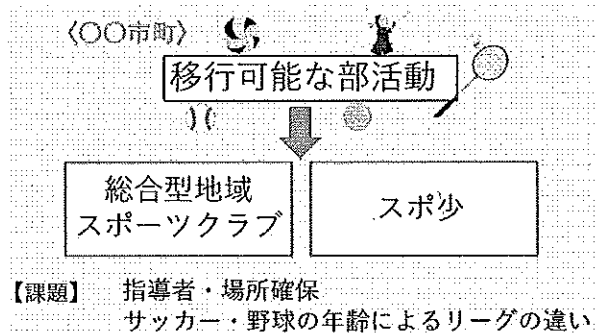 〈〇〇市町〉
移行可能な部活動
総合型地域
スポーツクラブ
スポ少
【課題】 指導者・場所確保
サッカー・野球の年齢によるリーグの違い